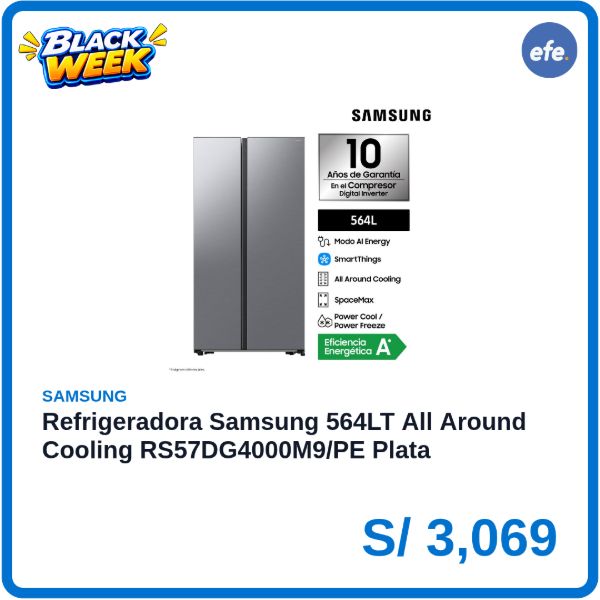 BLACK
WEEK
efe.
SAMSUNG
10
Años de Garantía
En el Compresor
Digital Inverter
564L
Modo AI Energy
SmartThings
All Around Cooling
SpaceMax
Power Cool /
Power Freeze
Eficiencia
Energética A*
SAMSUNG
Refrigeradora Samsung 564LT All Around
Cooling RS57DG4000M9/PE Plata
S/ 3,069